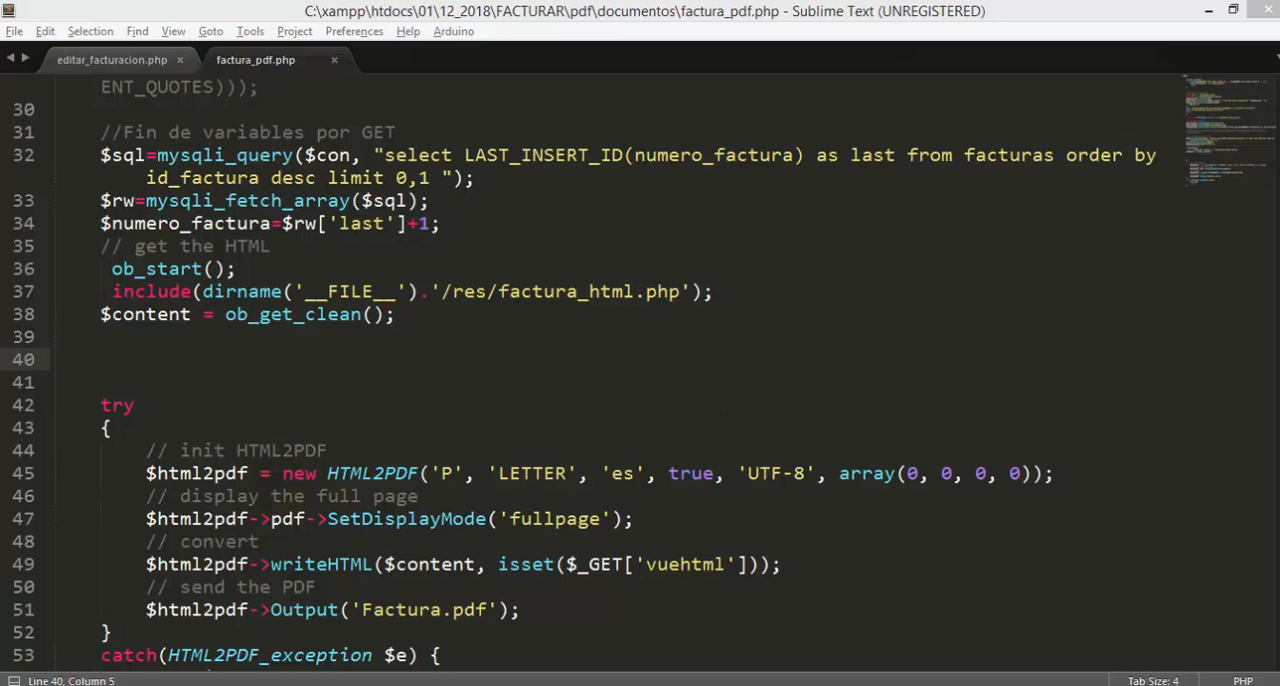 C:\xampp\htdocs\01\12_2018\FACTURAR\pdf\documentos\factura_pdf.php - Sublime Text (UNREGISTERED)
File Edit Selection Find View Goto Tools Project Preferences Help Arduino
editar_facturacion.php × factura_pdf.php ×
ENT_QUOTES)));
30
31 //Fin de variables por GET
32 $sql=mysqli_query($con, "select LAST_INSERT_ID(numero_factura) as last from facturas order by
id_factura desc limit 0,1 ");
33 $rw=mysqli_fetch_array($sql);
34 $numero_factura=$rw['last']+1;
35 // get the HTML
36 ob_start();
37 include(dirname('__FILE__').'/res/factura_html.php');
38 $content = ob_get_clean();
39
40
41
42 try
43 {
44 // init HTML2PDF
45 $html2pdf = new HTML2PDF('P', 'LETTER', 'es', true, 'UTF-8', array(0, 0, 0, 0));
46 // display the full page
47 $html2pdf->pdf->SetDisplayMode('fullpage');
48 // convert
49 $html2pdf->writeHTML($content, isset($_GET['vuehtml']));
50 // send the PDF
51 $html2pdf->Output('Factura.pdf');
52 }
53 catch(HTML2PDF_exception $e) {
Line 40, Column 5 Tab Size: 4 PHP